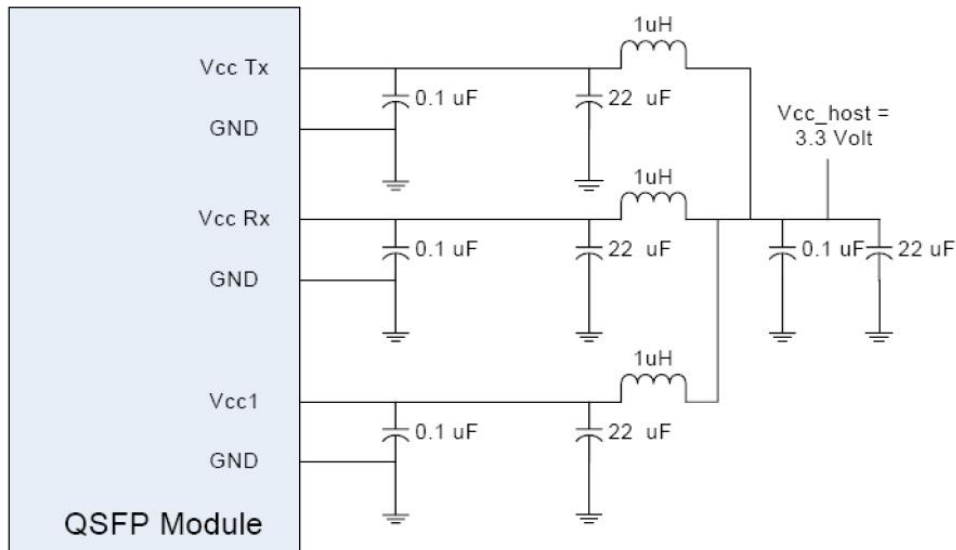 1uH
Vcc Tx
0.1 uF
22 uF
GND
Vcc_host =
3.3 Volt
1uH
Vcc Rx
0.1 uF
22 uF
0.1 uF
22 uF
GND
1uH
Vcc1
0.1 uF
22 uF
GND
QSFP Module